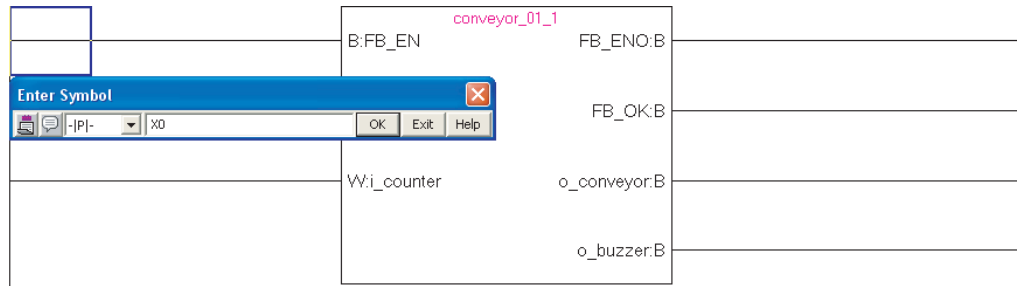 conveyor_01_1
B:FB_EN FB_ENO:B
Enter Symbol
FB_OK:B
-|P|- X0 OK Exit Help
W:i_counter o_conveyor:B
o_buzzer:B